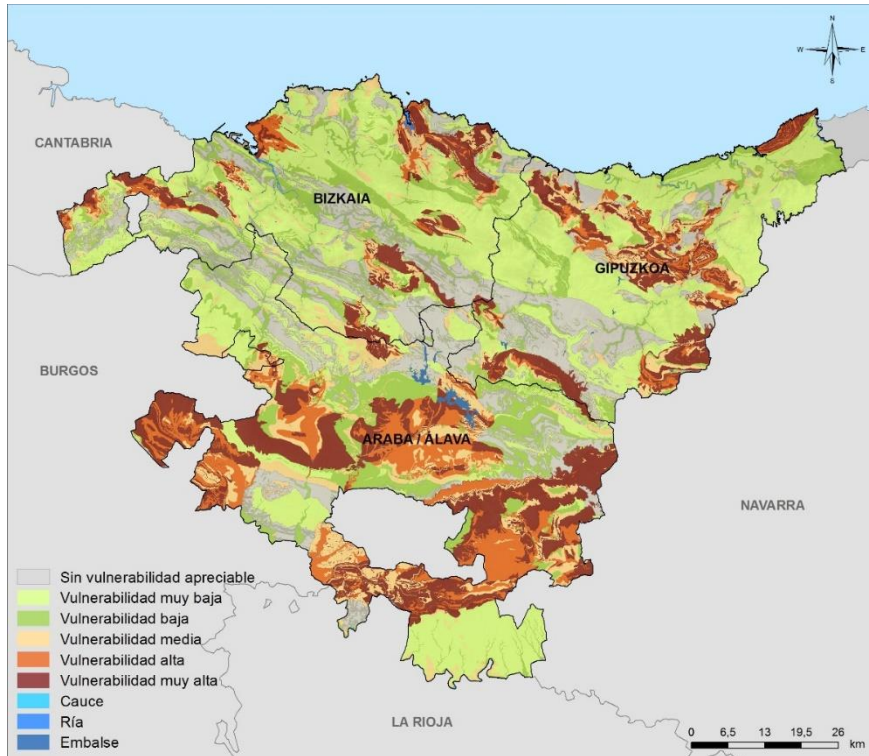 N
W E
S
CANTABRIA
BIZKAIA
GIPUZKOA
BURGOS
ARABA / ÁLAVA
NAVARRA
Sin vulnerabilidad apreciable
Vulnerabilidad muy baja
Vulnerabilidad baja
Vulnerabilidad media
Vulnerabilidad alta
Vulnerabilidad muy alta
Cauce
Ría
Embalse
LA RIOJA
0 6,5 13 19,5 26
km